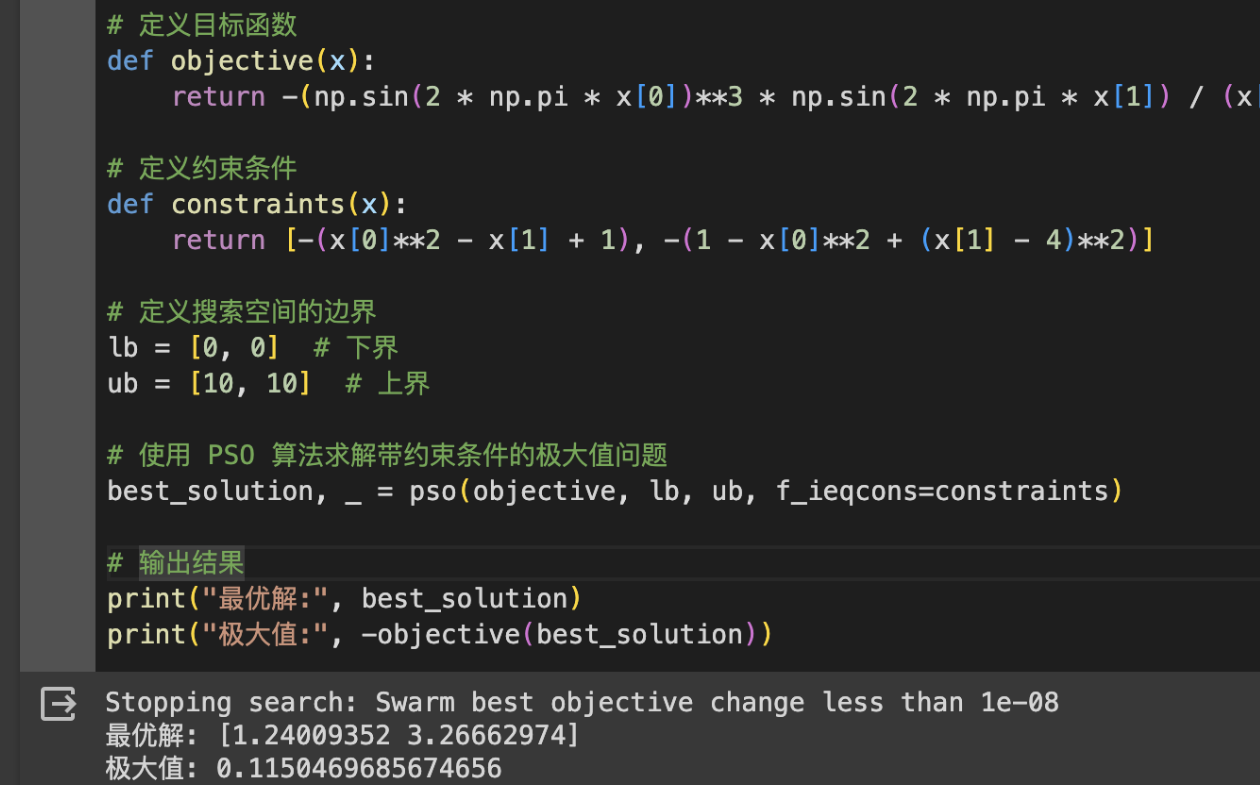 # 定义目标函数
def objective(x):
    return -(np.sin(2 * np.pi * x[0])**3 * np.sin(2 * np.pi * x[1]) / (x
# 定义约束条件
def constraints(x):
    return [-(x[0]**2 - x[1] + 1), -(1 - x[0]**2 + (x[1] - 4)**2)]
# 定义搜索空间的边界
lb = [0, 0]  # 下界
ub = [10, 10]  # 上界
# 使用 PSO 算法求解带约束条件的极大值问题
best_solution, _ = pso(objective, lb, ub, f_ieqcons=constraints)
# 输出结果
print("最优解:", best_solution)
print("极大值:", -objective(best_solution))
Stopping search: Swarm best objective change less than 1e-08
最优解: [1.24009352 3.26662974]
极大值: 0.1150469685674656